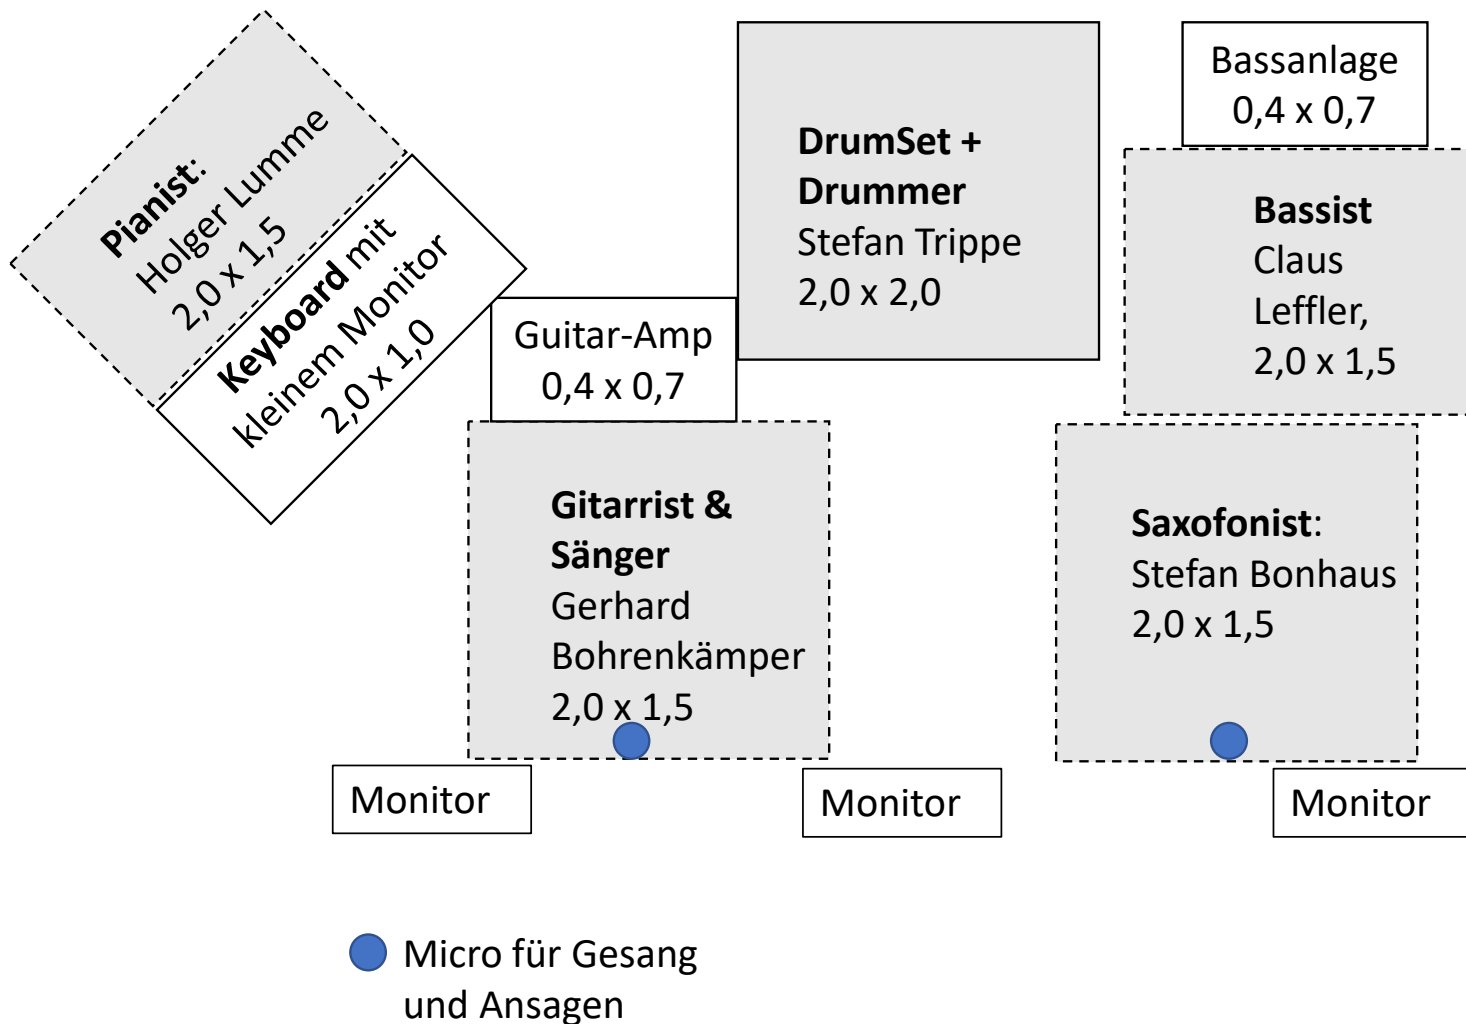 Pianist:
Holger Lumme
2,0 x 1,5
Keyboard mit
kleinem Monitor
2,0 x 1,0
Guitar-Amp
0,4 x 0,7
DrumSet +
Drummer
Stefan Trippe
2,0 x 2,0
Bassanlage
0,4 x 0,7
Bassist
Claus
Leffler,
2,0 x 1,5
Gitarrist &
Sänger
Gerhard
Bohrenkämper
2,0 x 1,5
Saxofonist:
Stefan Bonhaus
2,0 x 1,5
Monitor
Monitor
Monitor
Micro für Gesang
und Ansagen